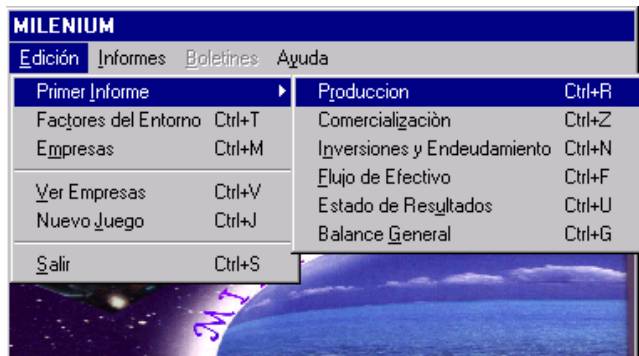 MILENIUM
Edición Informes Boletines Ayuda
Primer Informe
Factores del Entorno Ctrl+T
Empresas Ctrl+M
Ver Empresas Ctrl+V
Nuevo Juego Ctrl+J
Salir Ctrl+S
Produccion Ctrl+R
Comercializaciòn Ctrl+Z
Inversiones y Endeudamiento Ctrl+N
Flujo de Efectivo Ctrl+F
Estado de Resultados Ctrl+U
Balance General Ctrl+G
M I